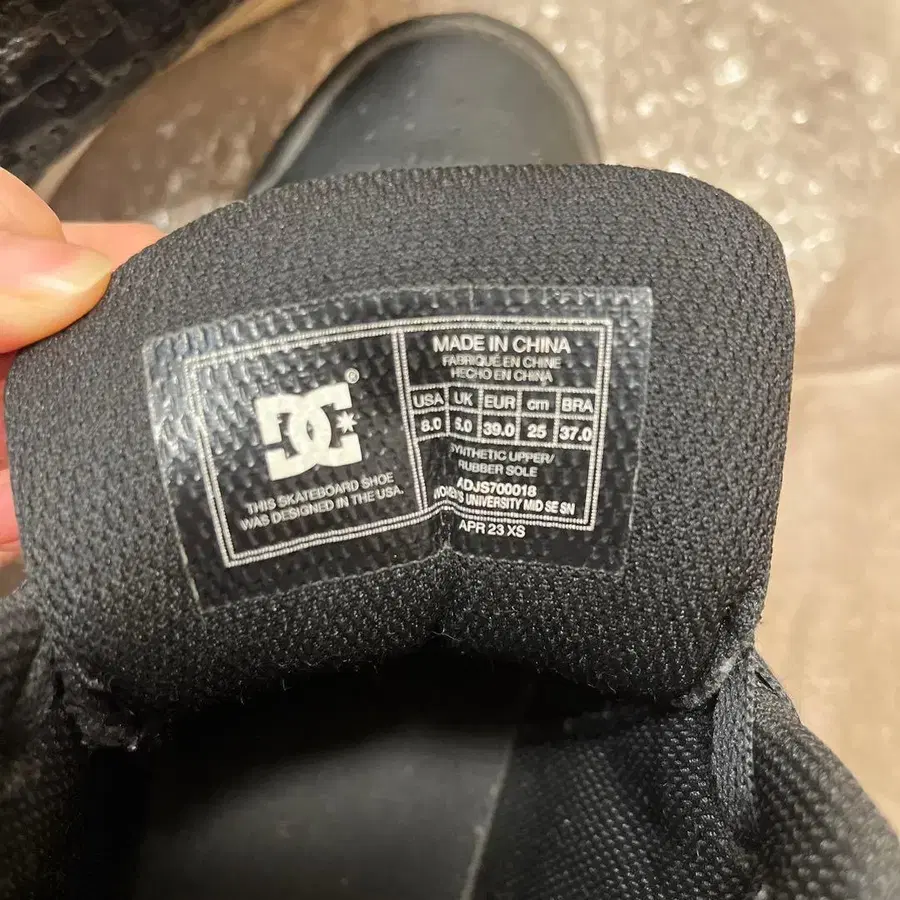 DC®
THIS SKATEBOARD SHOE
WAS DESIGNED IN THE USA.
MADE IN CHINA
FABRIQUÉ EN CHINE
HECHO EN CHINA
USA UK EUR cm BRA
8.0 6.0 39.0 25 37.0
SYNTHETIC UPPER/
RUBBER SOLE
ADJS700018
WOMEN'S UNIVERSITY MID SE SN
APR 23 XS